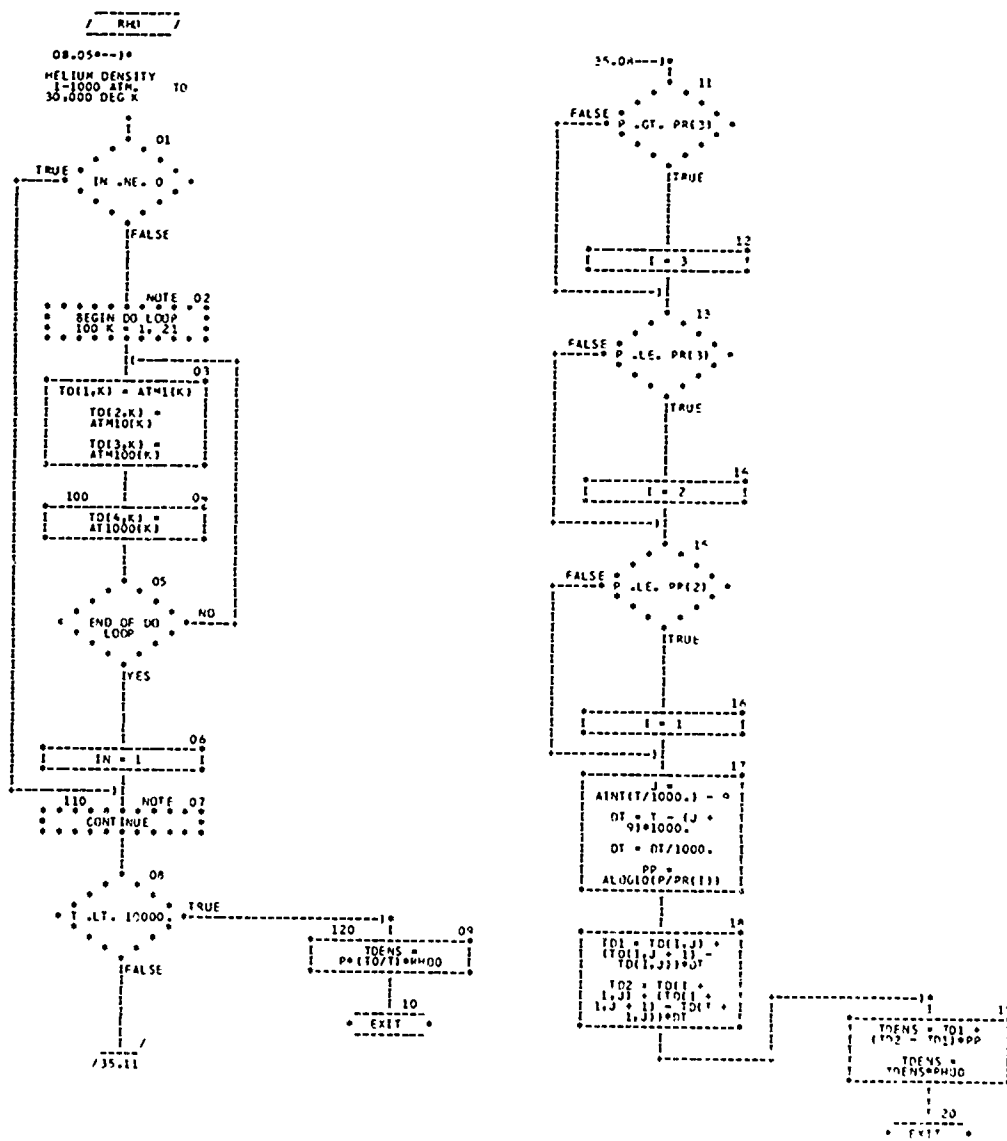 / RHO /
08.05*--)*
HELIUM DENSITY
1-1000 ATM. TO
30,000 DEG K
01
TRUE
IN .NE. 0
FALSE
NOTE 02
BEGIN DO LOOP
100 K = 1, 21
03
TD(1,K) = ATM1(K)
TD(2,K) =
ATM10(K)
TD(3,K) =
ATM100(K)
100 04
TD(4,K) =
AT1000(K)
05
END OF DO
LOOP
NO
YES
06
IN = 1
110 NOTE 07
CONTINUE
08
T .LT. 10000.
TRUE
FALSE
/35.11
120 09
TDENS =
P*(TO/T)*RHOO
10
EXIT
35.08---)*
11
FALSE
P .GT. PR(3)
TRUE
12
I = 3
13
FALSE
P .LE. PR(3)
TRUE
14
I = 2
15
FALSE
P .LE. PR(2)
TRUE
16
I = 1
17
J =
AINT(T/1000.) - 9
DT = T - (J +
9)*1000.
DT = DT/1000.
PP =
ALOG10(P/PR(I))
18
TD1 = TD(I,J) +
(TD(I,J + 1) -
TD(I,J))*DT
TD2 = TD(I +
1,J) + (TD(I +
1,J + 1) - TD(I +
1,J))*DT
TDENS = TD1 +
(TD2 - TD1)*PP
TDENS =
TDENS*RHOO
20
EXIT